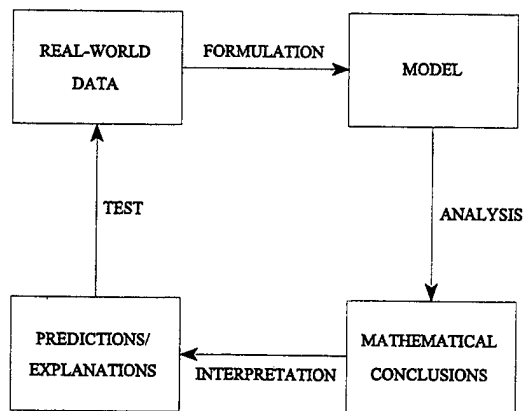 REAL-WORLD
DATA
FORMULATION
MODEL
TEST
ANALYSIS
PREDICTIONS/
EXPLANATIONS
INTERPRETATION
MATHEMATICAL
CONCLUSIONS